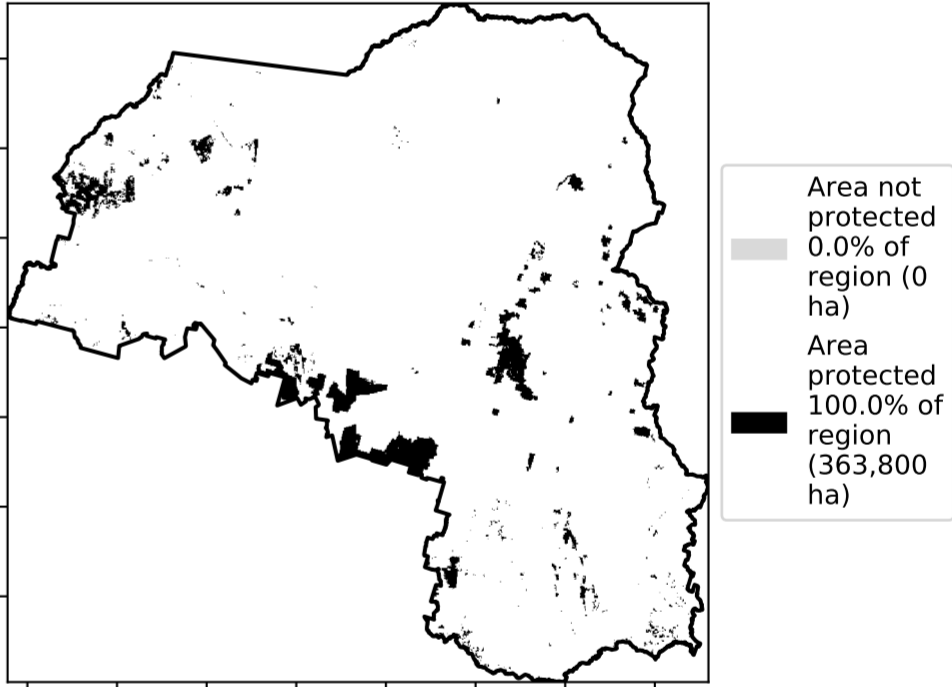 Area not
protected
0.0% of
region (0
ha)
Area
protected
100.0% of
region
(363,800
ha)